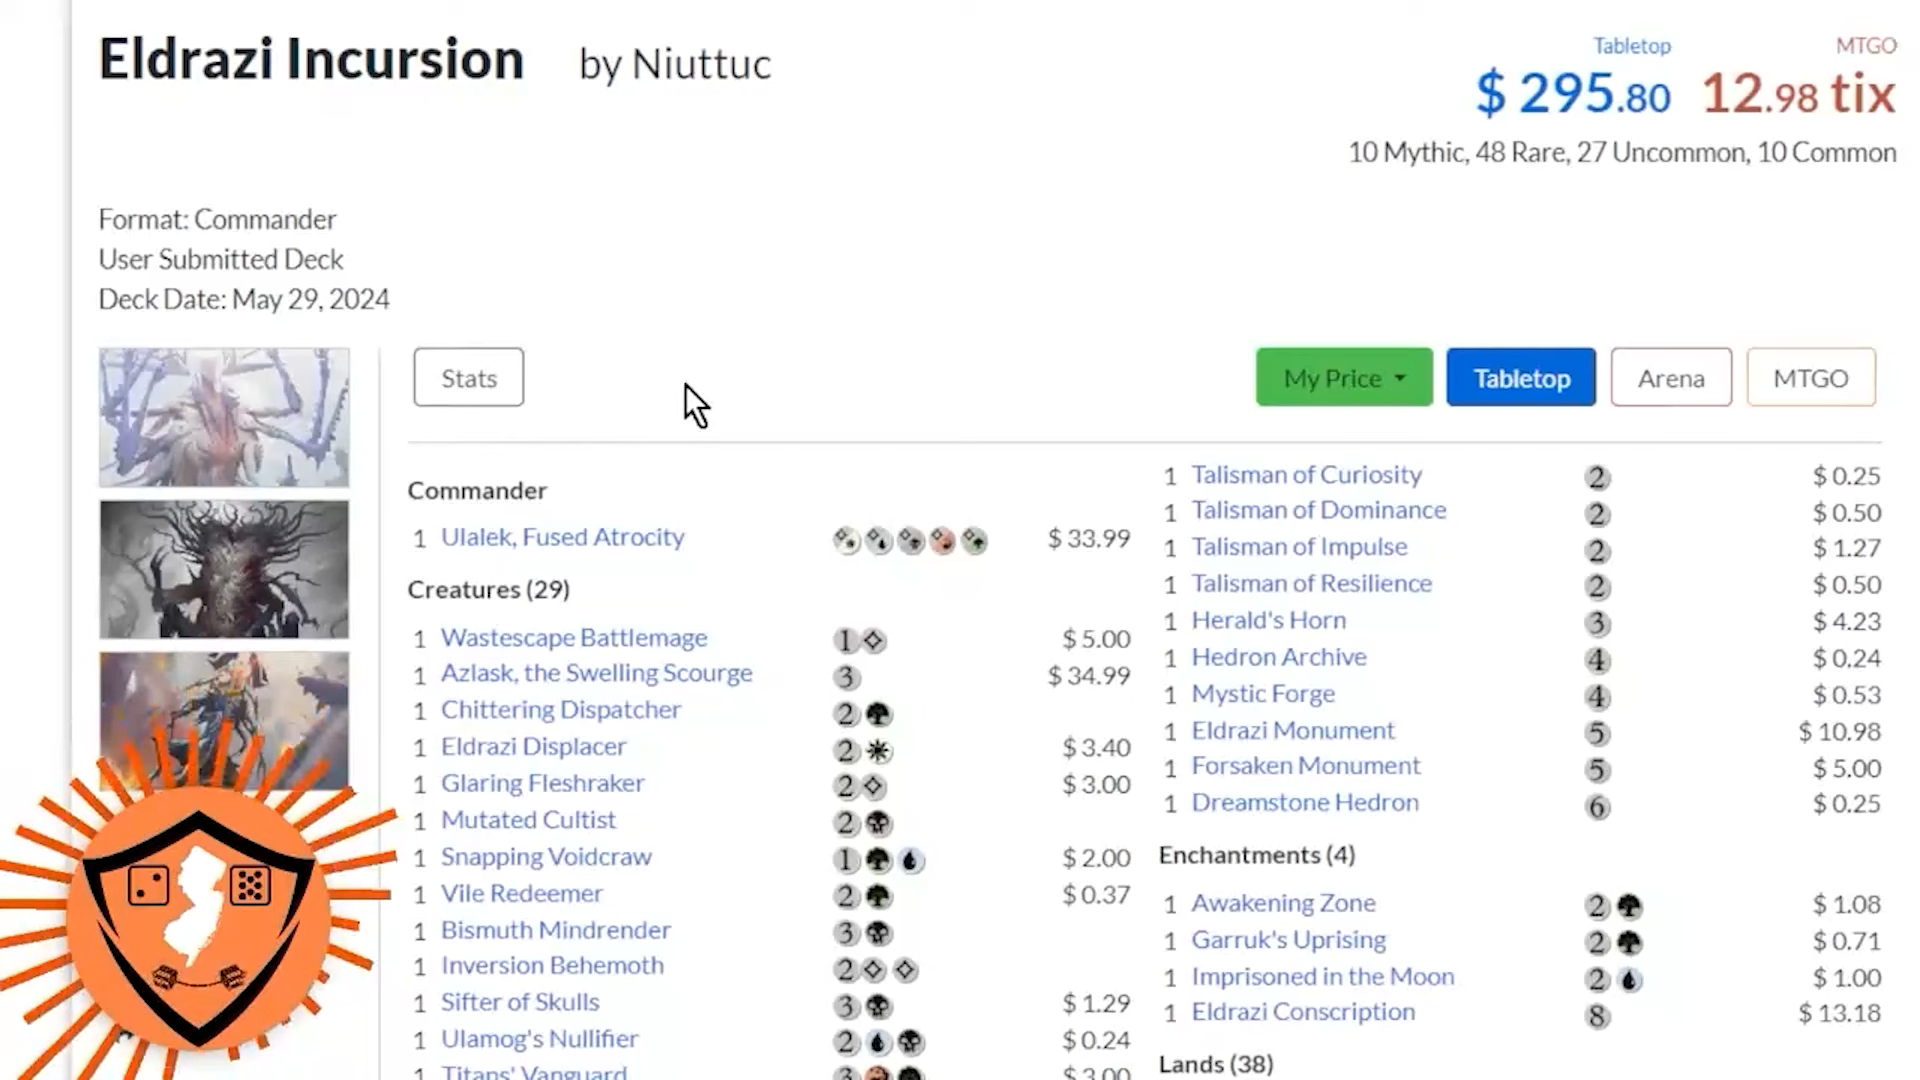 Eldrazi Incursion by Niuttuc
Tabletop
$ 295.80
MTGO
12.98 tix
10 Mythic, 48 Rare, 27 Uncommon, 10 Common
Format: Commander
User Submitted Deck
Deck Date: May 29, 2024
Stats
My Price
Tabletop
Arena
MTGO
Commander
1 Ulalek, Fused Atrocity $ 33.99
Creatures (29)
1 Wastescape Battlemage 1 $ 5.00
1 Azlask, the Swelling Scourge 3 $ 34.99
1 Chittering Dispatcher 2
1 Eldrazi Displacer 2 $ 3.40
1 Glaring Fleshraker 2 $ 3.00
1 Mutated Cultist 2
1 Snapping Voidcraw 1 $ 2.00
1 Vile Redeemer 2 $ 0.37
1 Bismuth Mindrender 3
1 Inversion Behemoth 2
1 Sifter of Skulls 3 $ 1.29
1 Ulamog's Nullifier 2 $ 0.24
Titans' Vanguard 3 $ 3.00
1 Talisman of Curiosity 2 $ 0.25
1 Talisman of Dominance 2 $ 0.50
1 Talisman of Impulse 2 $ 1.27
1 Talisman of Resilience 2 $ 0.50
1 Herald's Horn 3 $ 4.23
1 Hedron Archive 4 $ 0.24
1 Mystic Forge 4 $ 0.53
1 Eldrazi Monument 5 $ 10.98
1 Forsaken Monument 5 $ 5.00
1 Dreamstone Hedron 6 $ 0.25
Enchantments (4)
1 Awakening Zone 2 $ 1.08
1 Garruk's Uprising 2 $ 0.71
1 Imprisoned in the Moon 2 $ 1.00
1 Eldrazi Conscription 8 $ 13.18
Lands (38)